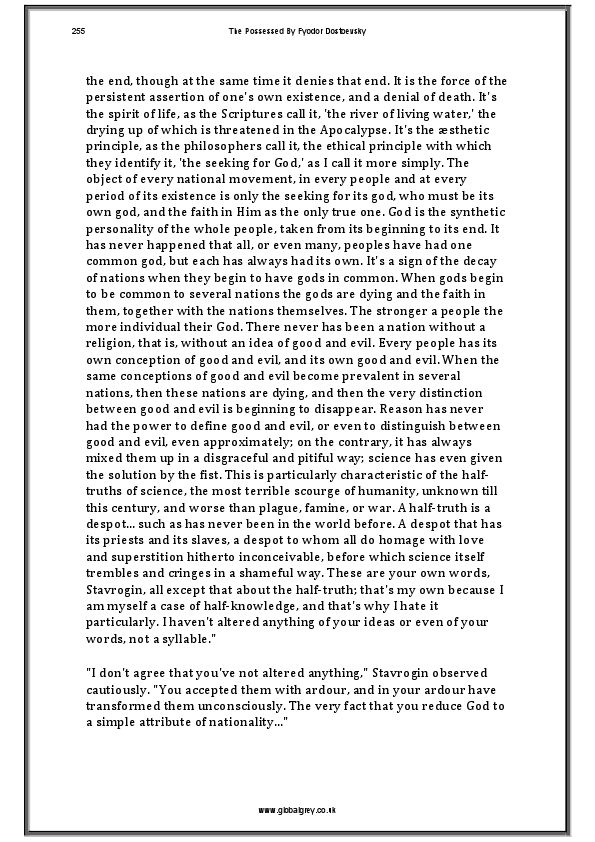 255
The Possessed By Fyodor Dostoevsky
the end, though at the same time it denies that end. It is the force of the
persistent assertion of one's own existence, and a denial of death. It's
the spirit of life, as the Scriptures call it, 'the river of living water,' the
drying up of which is threatened in the Apocalypse. It's the æsthetic
principle, as the philosophers call it, the ethical principle with which
they identify it, 'the seeking for God,' as I call it more simply. The
object of every national movement, in every people and at every
period of its existence is only the seeking for its god, who must be its
own god, and the faith in Him as the only true one. God is the synthetic
personality of the whole people, taken from its beginning to its end. It
has never happened that all, or even many, peoples have had one
common god, but each has always had its own. It's a sign of the decay
of nations when they begin to have gods in common. When gods begin
to be common to several nations the gods are dying and the faith in
them, together with the nations themselves. The stronger a people the
more individual their God. There never has been a nation without a
religion, that is, without an idea of good and evil. Every people has its
own conception of good and evil, and its own good and evil. When the
same conceptions of good and evil become prevalent in several
nations, then these nations are dying, and then the very distinction
between good and evil is beginning to disappear. Reason has never
had the power to define good and evil, or even to distinguish between
good and evil, even approximately; on the contrary, it has always
mixed them up in a disgraceful and pitiful way; science has even given
the solution by the fist. This is particularly characteristic of the half-
truths of science, the most terrible scourge of humanity, unknown till
this century, and worse than plague, famine, or war. A half-truth is a
despot... such as has never been in the world before. A despot that has
its priests and its slaves, a despot to whom all do homage with love
and superstition hitherto inconceivable, before which science itself
trembles and cringes in a shameful way. These are your own words,
Stavrogin, all except that about the half-truth; that's my own because I
am myself a case of half-knowledge, and that's why I hate it
particularly. I haven't altered anything of your ideas or even of your
words, not a syllable."
"I don't agree that you've not altered anything," Stavrogin observed
cautiously. "You accepted them with ardour, and in your ardour have
transformed them unconsciously. The very fact that you reduce God to
a simple attribute of nationality..."
www.globalgrey.co.uk